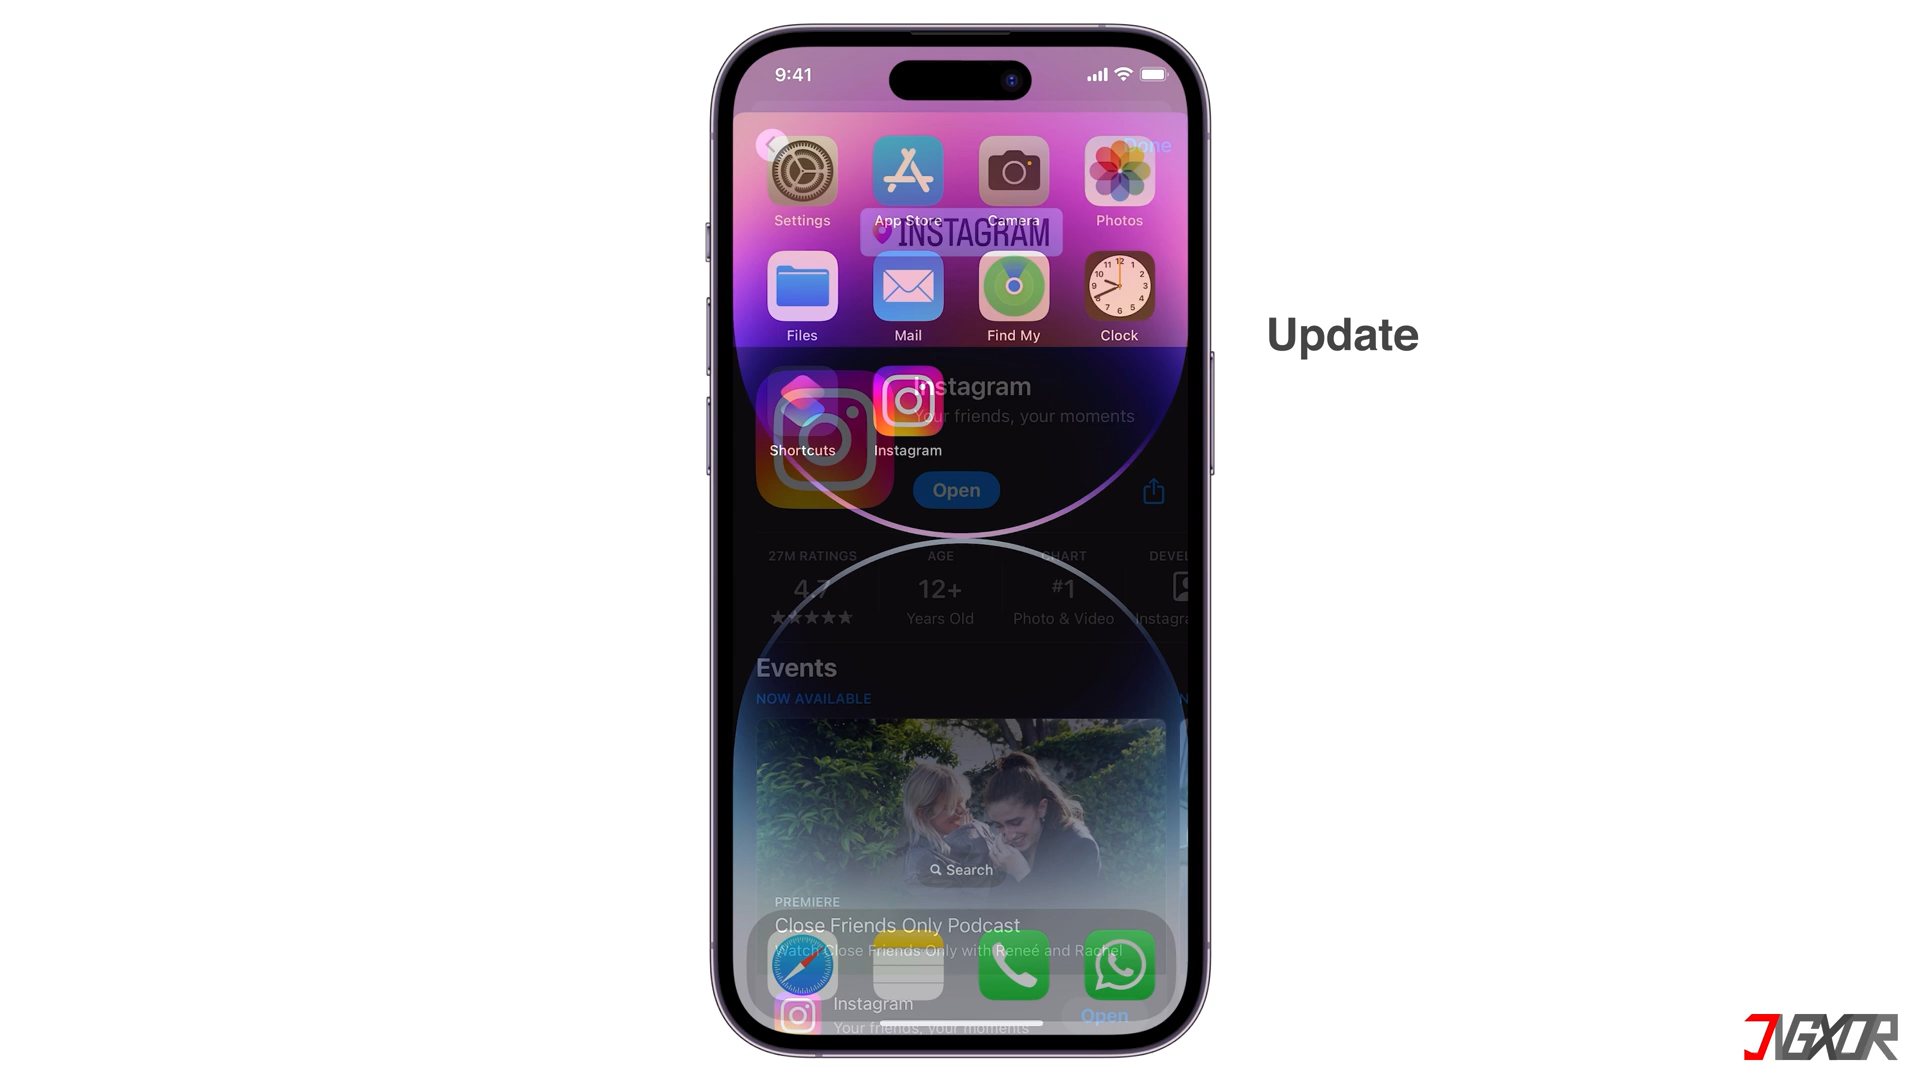 9:41
Done
Settings
App Store
Camera
Photos
INSTAGRAM
Files
Mail
Find My
Clock
Update
Instagram
Your friends, your moments
Shortcuts
Instagram
Open
27M RATINGS
AGE
CHART
4.7
12+
#1
★★★★★
Years Old
Photo & Video
Events
NOW AVAILABLE
Search
PREMIERE
Close Friends Only Podcast
Watch Close Friends Only with Reneé and Rachel
Instagram
Your friends, your moments
Open
JVGXOR